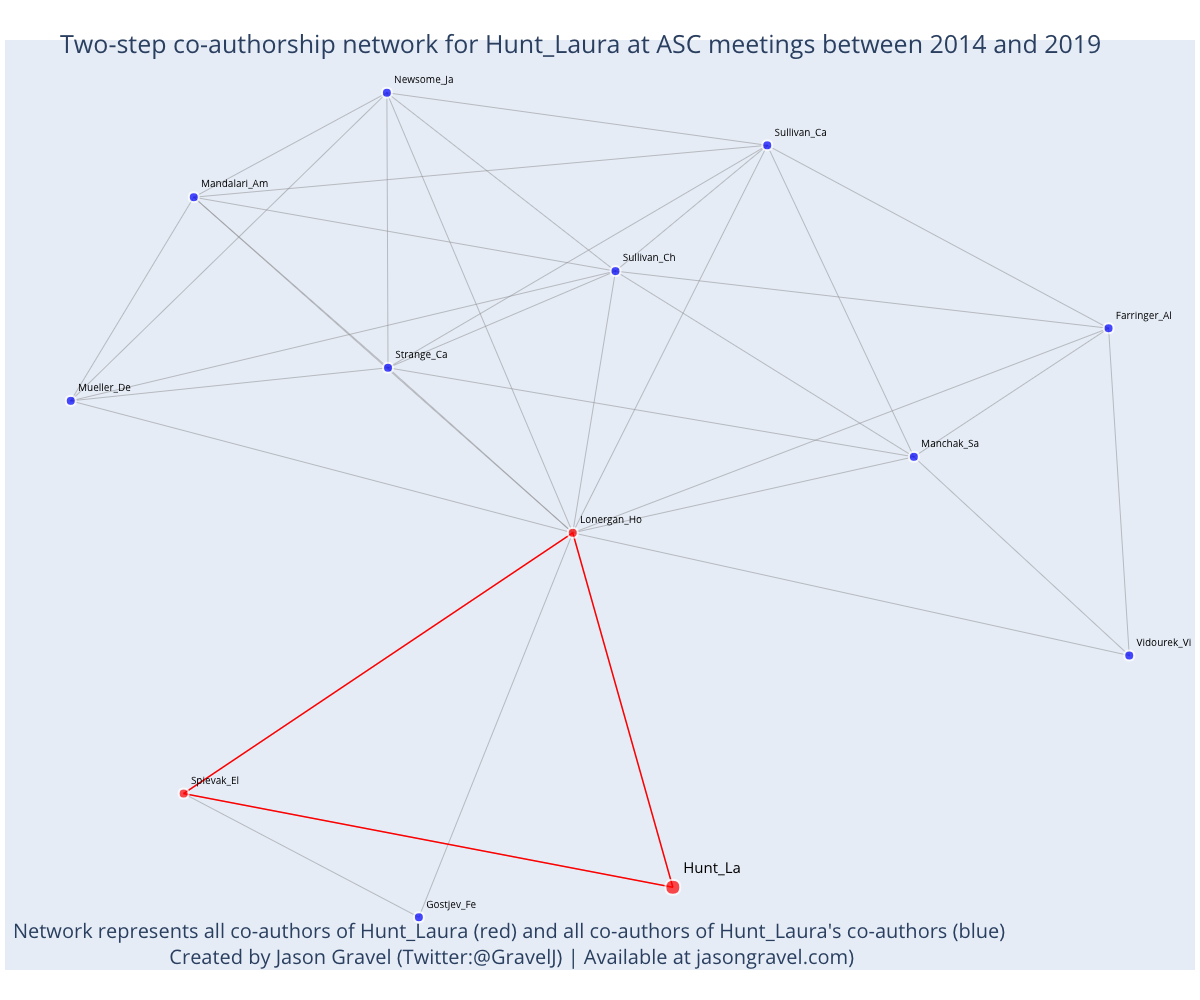 Two-step co-authorship network for Hunt_Laura at ASC meetings between 2014 and 2019
Newsome_Ja
Sullivan_Ca
Mandalari_Am
Sullivan_Ch
Farringer_Al
Strange_Ca
Mueller_De
Manchak_Sa
Lonergan_Ho
Vidourek_Vi
Spievak_El
Hunt_La
Gostjev_Fe
Network represents all co-authors of Hunt_Laura (red) and all co-authors of Hunt_Laura's co-authors (blue)
Created by Jason Gravel (Twitter:@GravelJ) | Available at jasongravel.com)